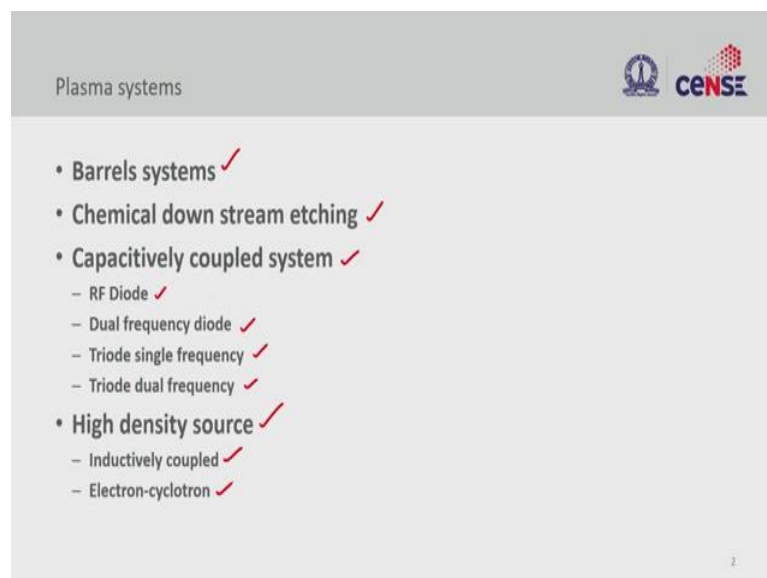 Plasma systems
CeNSE
• Barrels systems
• Chemical down stream etching
• Capacitively coupled system
– RF Diode
– Dual frequency diode
– Triode single frequency
– Triode dual frequency
• High density source
– Inductively coupled
– Electron-cyclotron
2